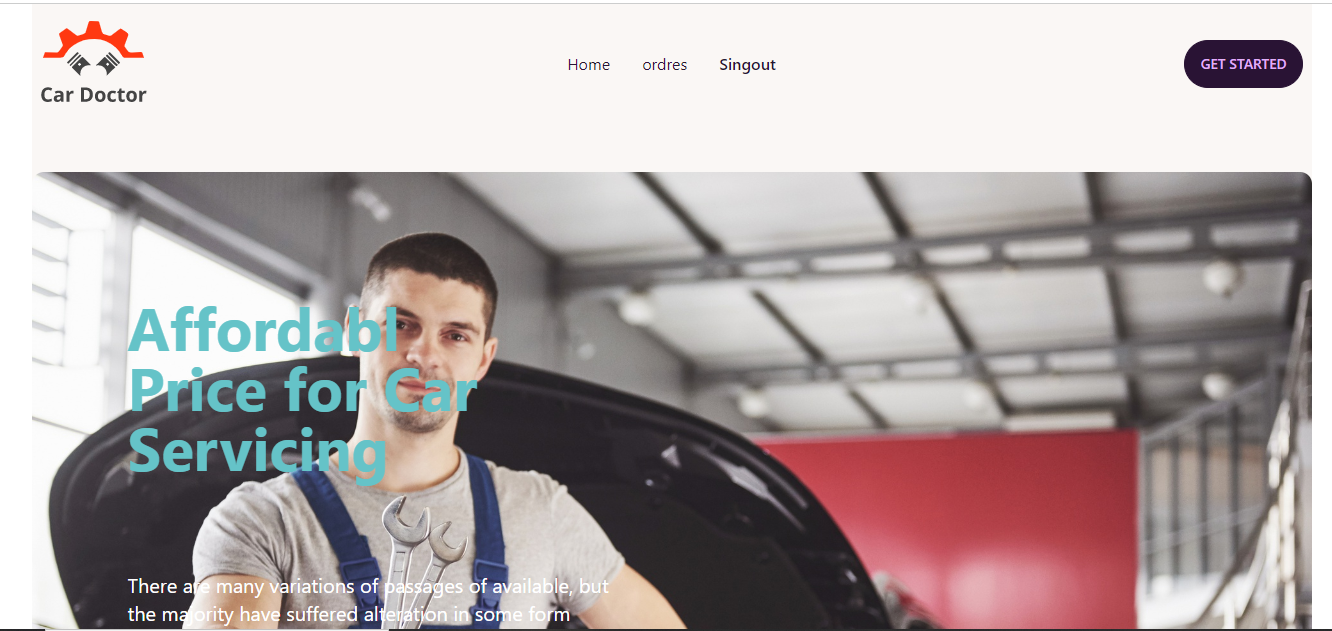 Car Doctor
Home ordres Singout
GET STARTED
Affordabl
Price for Car
Servicing
There are many variations of passages of available, but
the majority have suffered alteration in some form